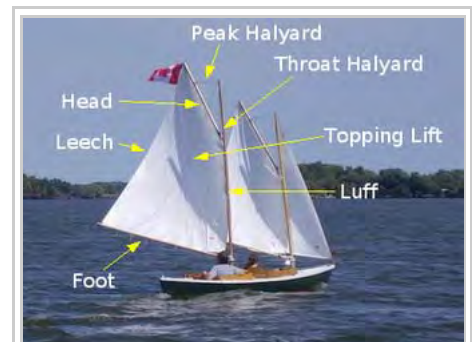 Peak Halyard
Throat Halyard
Head
Leech
Topping Lift
Luff
Foot